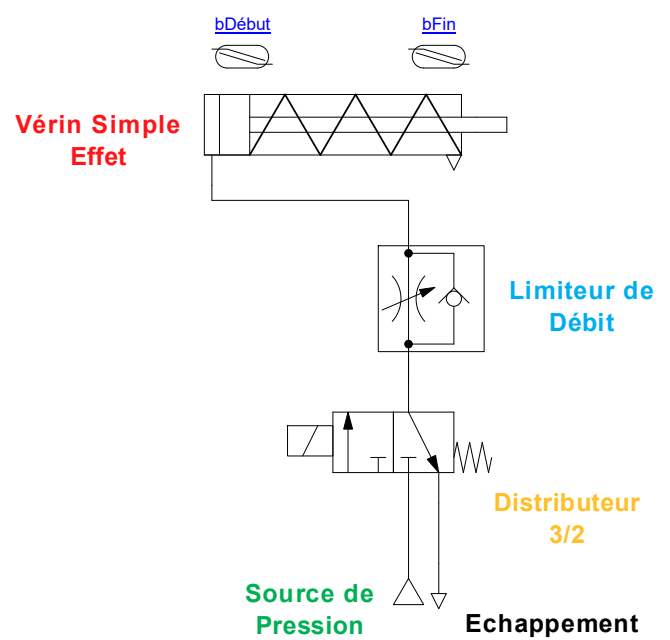 bDébut
bFin
Vérin Simple
Effet
Limiteur de
Débit
Distributeur
3/2
Source de
Pression
Echappement